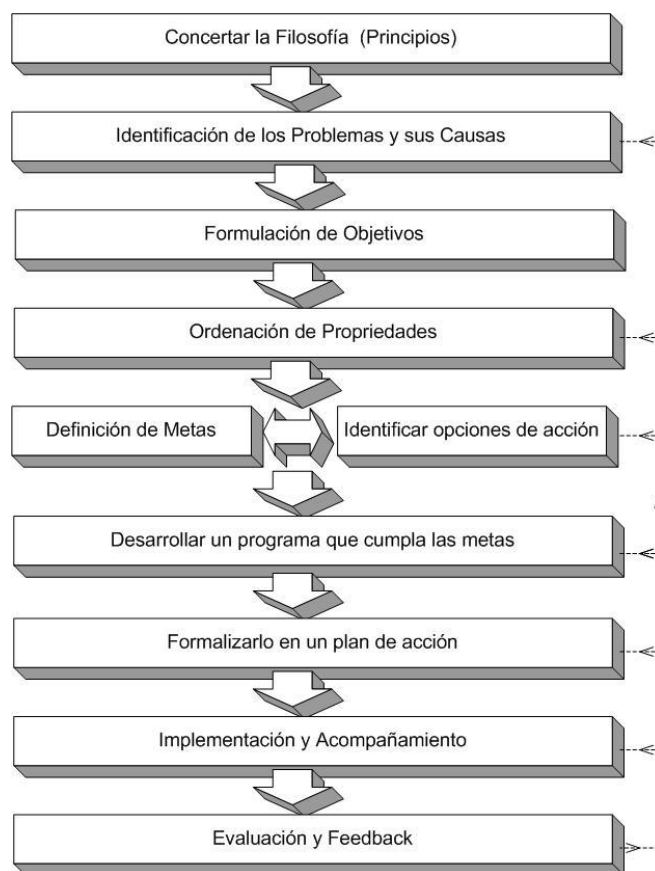 Concertar la Filosofía (Principios)
Identificación de los Problemas y sus Causas
Formulación de Objetivos
Ordenación de Propriedades
Definición de Metas
Identificar opciones de acción
Desarrollar un programa que cumpla las metas
Formalizarlo en un plan de acción
Implementación y Acompañamiento
Evaluación y Feedback